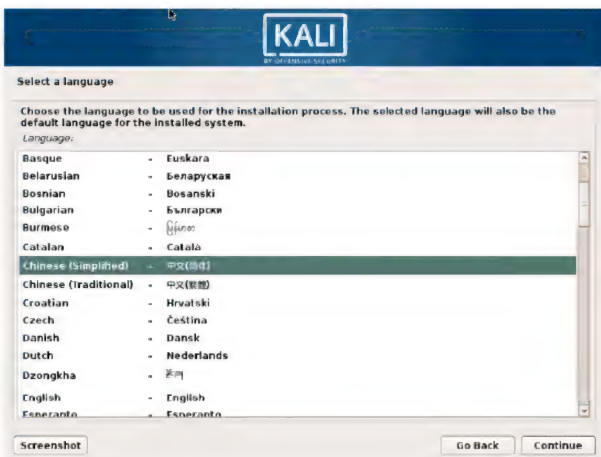 KALI
BY OFFENSIVE SECURITY
Select a language
Choose the language to be used for the installation process. The selected language will also be the
default language for the installed system.
Language:
Basque - Euskara
Belarusian - Беларуская
Bosnian - Bosanski
Bulgarian - Български
Burmese -
Catalan - Català
Chinese (Simplified) - 中文(简体)
Chinese (Traditional) - 中文(繁體)
Croatian - Hrvatski
Czech - Čeština
Danish - Dansk
Dutch - Nederlands
Dzongkha -
English - English
Esperanto - Esperanto
Screenshot Go Back Continue